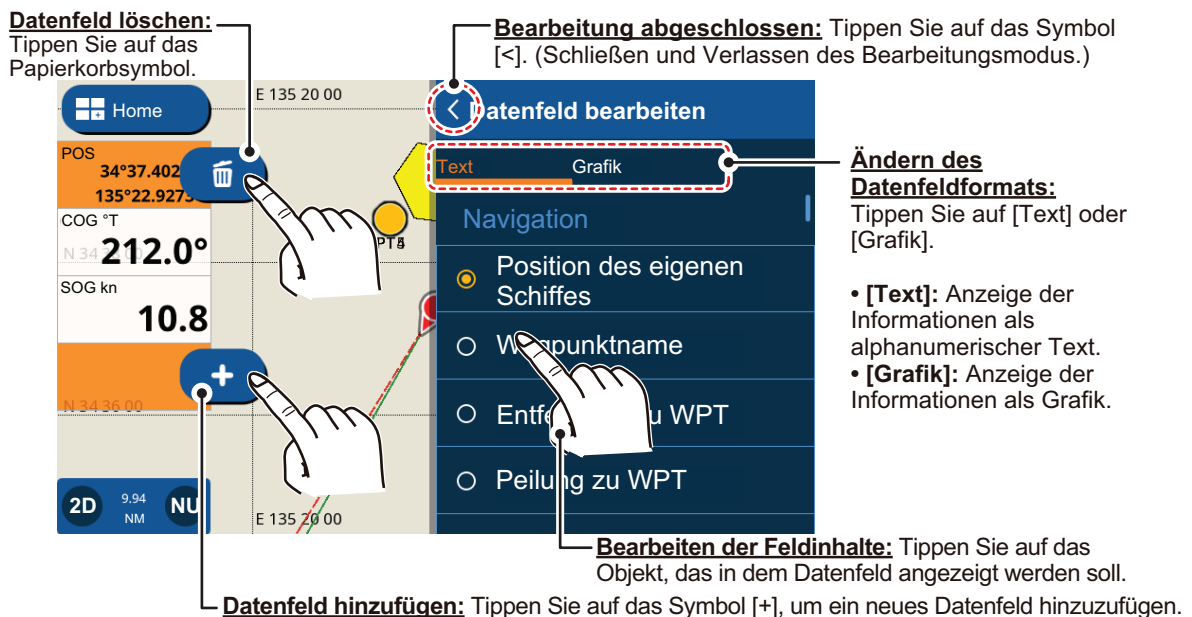 Datenfeld löschen:
Tippen Sie auf das
Papierkorbsymbol.
Bearbeitung abgeschlossen: Tippen Sie auf das Symbol
[<]. (Schließen und Verlassen des Bearbeitungsmodus.)
Home
E 135 20 00
< Datenfeld bearbeiten
POS
34°37.402
135°22.9273
COG °T
212.0°
SOG kn
10.8
N 34 36 00
2D
9.94
NM
NU
E 135 20 00
Text
Grafik
Navigation
Position des eigenen
Schiffes
WPT
Peilung zu WPT
Ändern des
Datenfeldformats:
Tippen Sie auf [Text] oder
[Grafik].
• [Text]: Anzeige der
Informationen als
alphanumerischer Text.
• [Grafik]: Anzeige der
Informationen als Grafik.
Bearbeiten der Feldinhalte: Tippen Sie auf das
Objekt, das in dem Datenfeld angezeigt werden soll.
Datenfeld hinzufügen: Tippen Sie auf das Symbol [+], um ein neues Datenfeld hinzuzufügen.